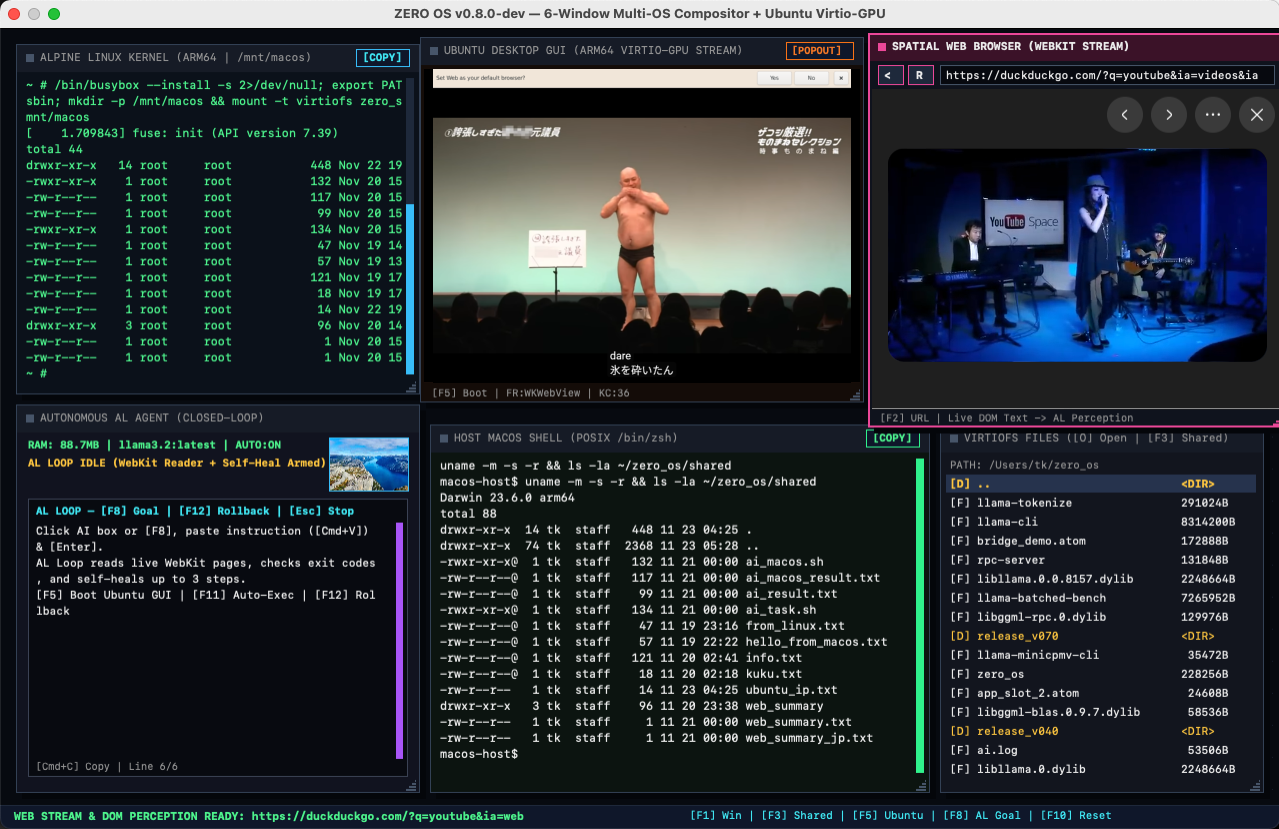 ZERO OS v0.8.0-dev — 6-Window Multi-OS Compositor + Ubuntu Virtio-GPU
ALPINE LINUX KERNEL (ARM64 | /mnt/macos)
[COPY]
~ # /bin/busybox --install -s 2>/dev/null; export PAT
sbin; mkdir -p /mnt/macos && mount -t virtiofs zero_s
mnt/macos
[    1.709843] fuse: init (API version 7.39)
total 44
drwxr-xr-x   14 root     root           448 Nov 22 19
-rwxr-xr-x    1 root     root           132 Nov 20 15
-rw-r--r--    1 root     root           117 Nov 20 15
-rw-r--r--    1 root     root            99 Nov 20 15
-rwxr-xr-x    1 root     root           134 Nov 20 15
-rw-r--r--    1 root     root            47 Nov 19 14
-rw-r--r--    1 root     root            57 Nov 19 13
-rw-r--r--    1 root     root           121 Nov 19 17
-rw-r--r--    1 root     root            18 Nov 19 17
-rw-r--r--    1 root     root            14 Nov 22 19
drwxr-xr-x    3 root     root            96 Nov 20 14
-rw-r--r--    1 root     root             1 Nov 20 15
-rw-r--r--    1 root     root             1 Nov 20 15
~ #
UBUNTU DESKTOP GUI (ARM64 VIRTIO-GPU STREAM)
[POPOUT]
Set Web as your default browser?
Yes
No
×
①誇張しすぎた
元議員
ザコシ厳選!!
ものまねセレクション
時事ものまね編
誇張しすぎた
議員
dare
氷を砕いたん
[F5] Boot | FR:WKWebView | KC:36
SPATIAL WEB BROWSER (WEBKIT STREAM)
<
R
https://duckduckgo.com/?q=youtube&ia=videos&ia
YouTube Space
[F2] URL | Live DOM Text -> AL Perception
AUTONOMOUS AL AGENT (CLOSED-LOOP)
RAM: 88.7MB | llama3.2:latest | AUTO:ON
AL LOOP IDLE (WebKit Reader + Self-Heal Armed)
AL LOOP — [F8] Goal | [F12] Rollback | [Esc] Stop
Click AI box or [F8], paste instruction ([Cmd+V])
& [Enter].
AL Loop reads live WebKit pages, checks exit codes
, and self-heals up to 3 steps.
[F5] Boot Ubuntu GUI | [F11] Auto-Exec | [F12] Rol
lback
[Cmd+C] Copy | Line 6/6
HOST MACOS SHELL (POSIX /bin/zsh)
[COPY]
uname -m -s -r && ls -la ~/zero_os/shared
macos-host$ uname -m -s -r && ls -la ~/zero_os/shared
Darwin 23.6.0 arm64
total 88
drwxr-xr-x  14 tk  staff   448 11 23 04:25 .
drwxr-xr-x  74 tk  staff  2368 11 23 05:28 ..
-rwxr-xr-x@  1 tk  staff   132 11 21 00:00 ai_macos.sh
-rw-r--r--@  1 tk  staff   117 11 21 00:00 ai_macos_result.txt
-rw-r--r--   1 tk  staff    99 11 21 00:00 ai_result.txt
-rwxr-xr-x@  1 tk  staff   134 11 21 00:00 ai_task.sh
-rw-r--r--@  1 tk  staff    47 11 19 23:16 from_linux.txt
-rw-r--r--@  1 tk  staff    57 11 19 22:22 hello_from_macos.txt
-rw-r--r--@  1 tk  staff   121 11 20 02:41 info.txt
-rw-r--r--@  1 tk  staff    18 11 20 02:18 kuku.txt
-rw-r--r--   1 tk  staff    14 11 23 04:25 ubuntu_ip.txt
drwxr-xr-x   3 tk  staff    96 11 20 23:38 web_summary
-rw-r--r--   1 tk  staff     1 11 21 00:00 web_summary.txt
-rw-r--r--   1 tk  staff     1 11 21 00:00 web_summary_jp.txt
macos-host$
VIRTIOFS FILES ([O] Open | [F3] Shared)
PATH: /Users/tk/zero_os
[D] .. <DIR>
[F] llama-tokenize 291024B
[F] llama-cli 8314200B
[F] bridge_demo.atom 172888B
[F] rpc-server 131848B
[F] libllama.0.0.8157.dylib 2248664B
[F] llama-batched-bench 7265952B
[F] libggml-rpc.0.dylib 129976B
[D] release_v070 <DIR>
[F] llama-minicpmv-cli 35472B
[F] zero_os 228256B
[F] app_slot_2.atom 24608B
[F] libggml-blas.0.9.7.dylib 58536B
[D] release_v040 <DIR>
[F] ai.log 53506B
[F] libllama.0.dylib 2248664B
WEB STREAM & DOM PERCEPTION READY: https://duckduckgo.com/?q=youtube&ia=web
[F1] Win | [F3] Shared | [F5] Ubuntu | [F8] AL Goal | [F10] Reset